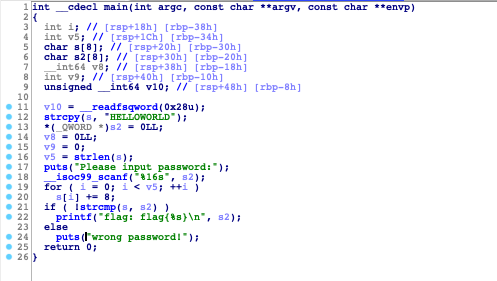 1 int __cdecl main(int argc, const char **argv, const char **envp)
2 {
3 int i; // [rsp+18h] [rbp-38h]
4 int v5; // [rsp+1Ch] [rbp-34h]
5 char s[8]; // [rsp+20h] [rbp-30h]
6 char s2[8]; // [rsp+30h] [rbp-20h]
7 __int64 v8; // [rsp+38h] [rbp-18h]
8 int v9; // [rsp+40h] [rbp-10h]
9 unsigned __int64 v10; // [rsp+48h] [rbp-8h]
10
11 v10 = __readfsqword(0x28u);
12 strcpy(s, "HELLOWORLD");
13 *(_QWORD *)s2 = 0LL;
14 v8 = 0LL;
15 v9 = 0;
16 v5 = strlen(s);
17 puts("Please input password:");
18 __isoc99_scanf("%16s", s2);
19 for ( i = 0; i < v5; ++i )
20 s[i] += 8;
21 if ( !strcmp(s, s2) )
22 printf("flag: flag{%s}\n", s2);
23 else
24 puts("wrong password!");
25 return 0;
26 }